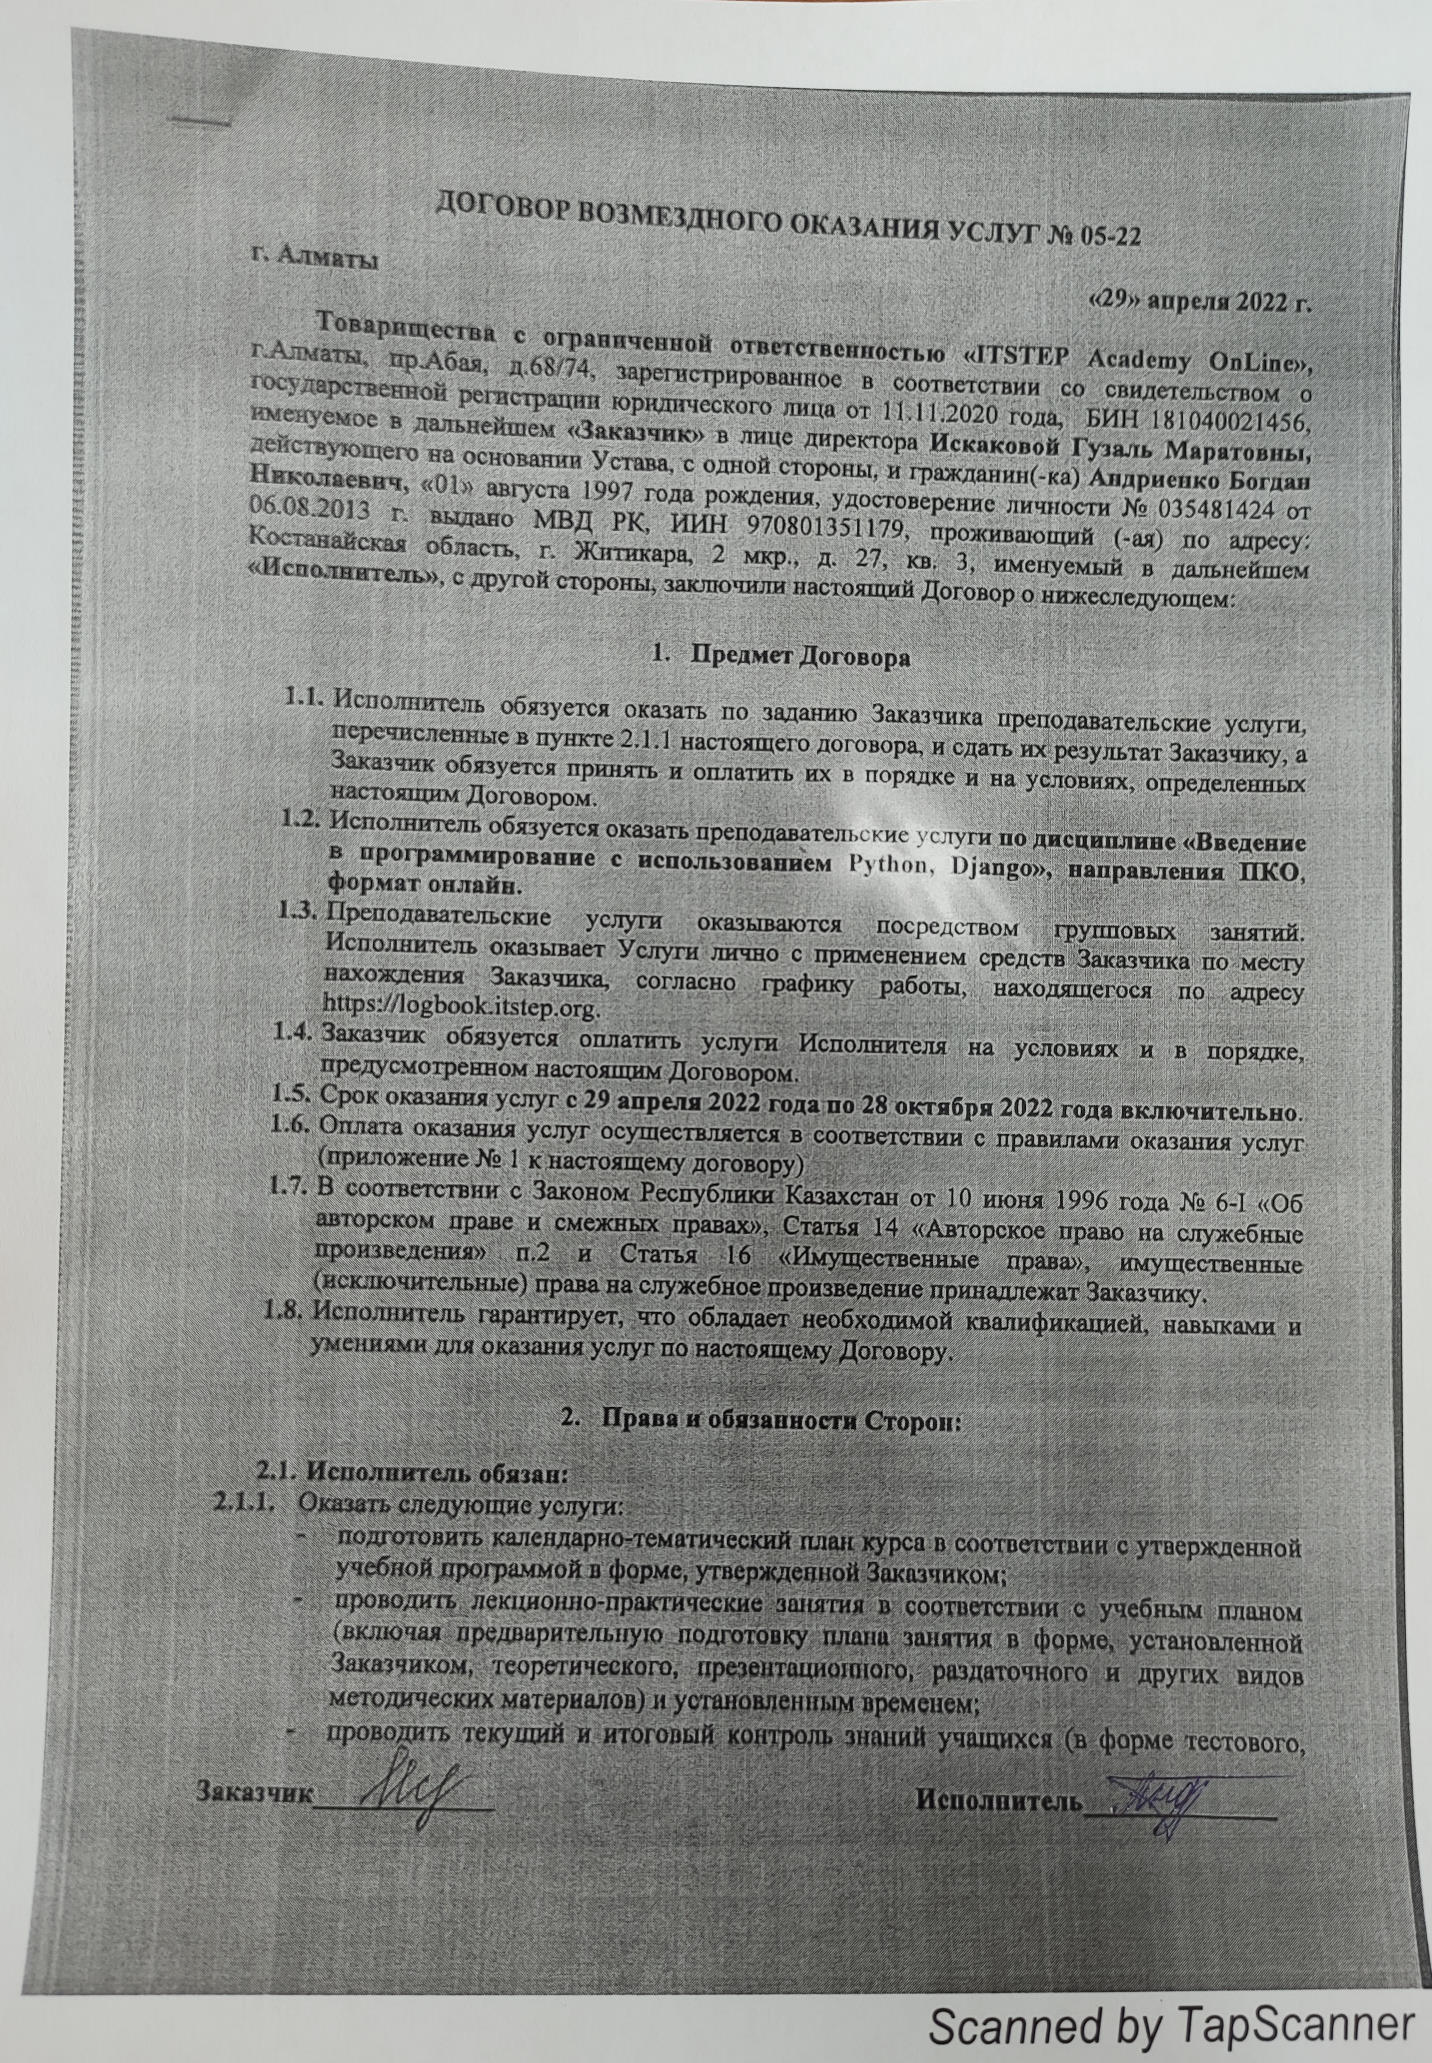 ДОГОВОР ВОЗМЕЗДНОГО ОКАЗАНИЯ УСЛУГ № 05-22
г. Алматы
«29» апреля 2022 г.
Товарищества с ограниченной ответственностью «ITSTEP Academy OnLine»,
г.Алматы, пр.Абая, д.68/74, зарегистрированное в соответствии со свидетельством о
государственной регистрации юридического лица от 11.11.2020 года, БИН 181040021456,
именуемое в дальнейшем «Заказчик» в лице директора Искаковой Гузаль Маратовны,
действующего на основании Устава, с одной стороны, и гражданин(-ка) Андриенко Богдан
Николаевич, «01» августа 1997 года рождения, удостоверение личности № 035481424 от
06.08.2013 г. выдано МВД РК, ИИН 970801351179, проживающий (-ая) по адресу:
Костанайская область, г. Житикара, 2 мкр., д. 27, кв. 3, именуемый в дальнейшем
«Исполнитель», с другой стороны, заключили настоящий Договор о нижеследующем:
1. Предмет Договора
1.1. Исполнитель обязуется оказать по заданию Заказчика преподавательские услуги,
перечисленные в пункте 2.1.1 настоящего договора, и сдать их результат Заказчику, а
Заказчик обязуется принять и оплатить их в порядке и на условиях, определенных
настоящим Договором.
1.2. Исполнитель обязуется оказать преподавательские услуги по дисциплине «Введение
в программирование с использованием Python, Django», направления ПКО,
формат онлайн.
1.3. Преподавательские услуги оказываются посредством групповых занятий.
Исполнитель оказывает Услуги лично с применением средств Заказчика по месту
нахождения Заказчика, согласно графику работы, находящегося по адресу
https://logbook.itstep.org.
1.4. Заказчик обязуется оплатить услуги Исполнителя на условиях и в порядке,
предусмотренном настоящим Договором.
1.5. Срок оказания услуг с 29 апреля 2022 года по 28 октября 2022 года включительно.
1.6. Оплата оказания услуг осуществляется в соответствии с правилами оказания услуг
(приложение № 1 к настоящему договору)
1.7. В соответствии с Законом Республики Казахстан от 10 июня 1996 года № 6-I «Об
авторском праве и смежных правах», Статья 14 «Авторское право на служебные
произведения» п.2 и Статья 16 «Имущественные права», имущественные
(исключительные) права на служебное произведение принадлежат Заказчику.
1.8. Исполнитель гарантирует, что обладает необходимой квалификацией, навыками и
умениями для оказания услуг по настоящему Договору.
2. Права и обязанности Сторон:
2.1. Исполнитель обязан:
2.1.1. Оказать следующие услуги:
- подготовить календарно-тематический план курса в соответствии с утвержденной
учебной программой в форме, утвержденной Заказчиком;
- проводить лекционно-практические занятия в соответствии с учебным планом
(включая предварительную подготовку плана занятия в форме, установленной
Заказчиком, теоретического, презентационного, раздаточного и других видов
методических материалов) и установленным временем;
- проводить текущий и итоговый контроль знаний учащихся (в форме тестового,
Заказчик Исполнитель
Scanned by TapScanner